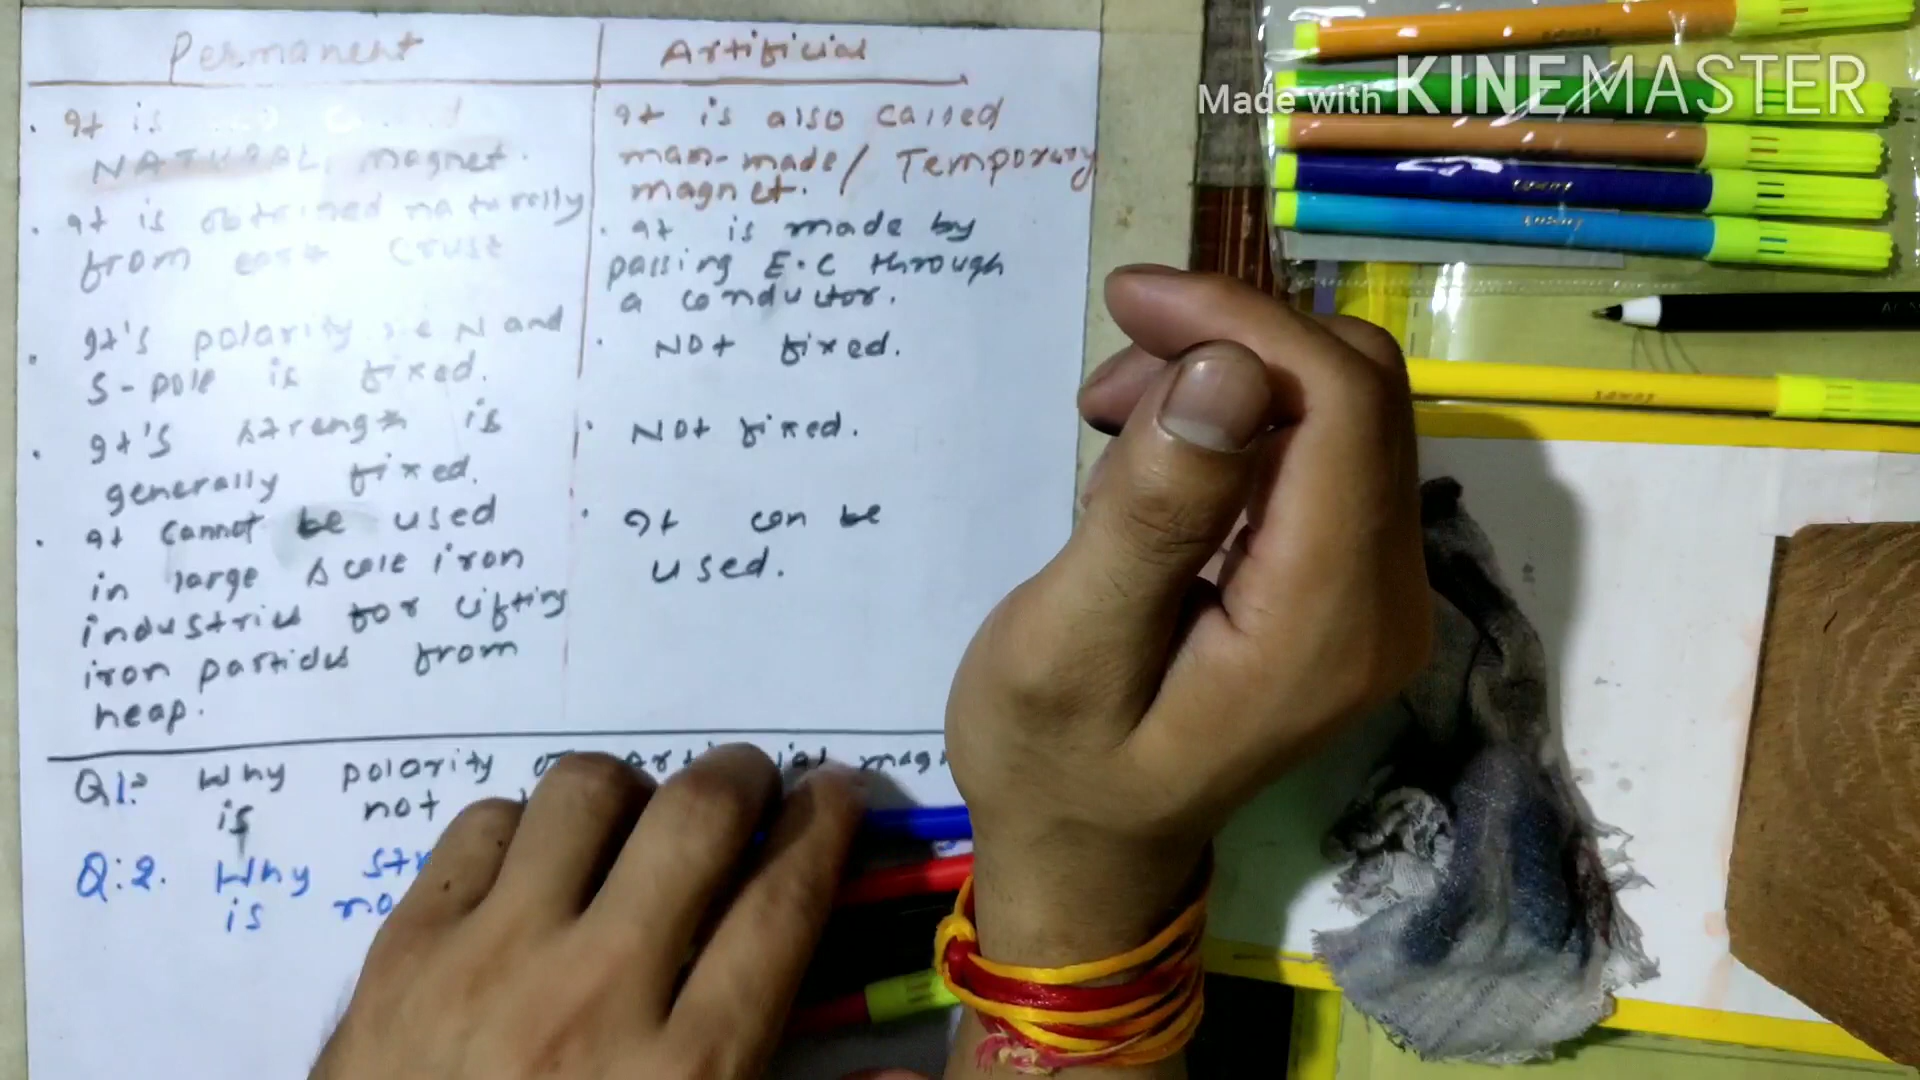 Permanent
It is
NATURAL magnet.
It is obtained naturally
from crust
It's polarity i.e N and
S-pole is fixed.
It's strength is
generally fixed.
It cannot be used
in large scale iron
industries for lifting
iron particles from
heap.
Artificial
It is also called
man-made/ Temporary
magnet.
It is made by
passing E.C through
a conductor.
Not fixed.
Not fixed.
It can be
used.
Q1: Why polarity
is not
Q:2. Why
is
Made with KINEMASTER
Luxury
Luxury